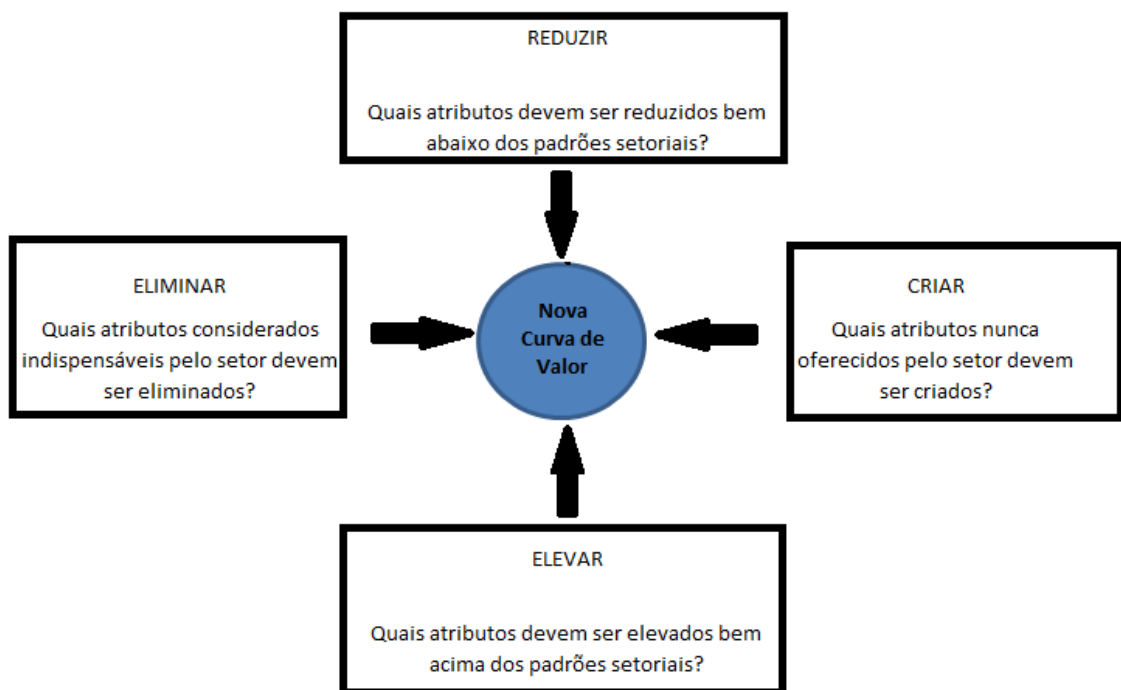 REDUZIR
Quais atributos devem ser reduzidos bem
abaixo dos padrões setoriais?
ELIMINAR
Quais atributos considerados
indispensáveis pelo setor devem
ser eliminados?
Nova
Curva de
Valor
CRIAR
Quais atributos nunca
oferecidos pelo setor devem
ser criados?
ELEVAR
Quais atributos devem ser elevados bem
acima dos padrões setoriais?